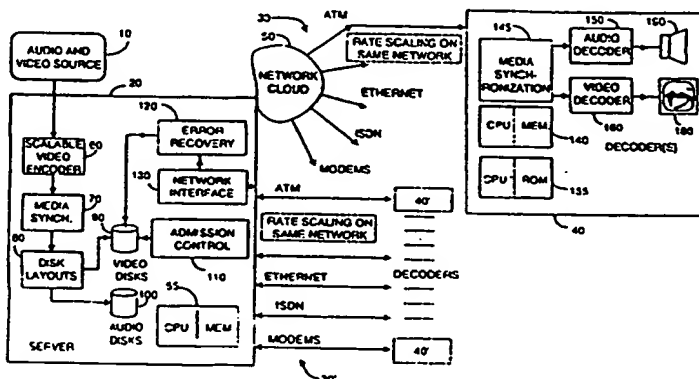 10
AUDIO AND
VIDEO SOURCE
20
SCALABLE
VIDEO
ENCODER
60
MEDIA
SYNCH.
70
DISK
LAYOUTS
80
90
VIDEO
DISKS
100
AUDIO
DISKS
SERVER
120
ERROR
RECOVERY
130
NETWORK
INTERFACE
ADMISSION
CONTROL
110
55
CPU MEM
30
50
NETWORK
CLOUD
ATM
RATE SCALING ON
SAME NETWORK
ETHERNET
ISDN
MODEMS
ATM
RATE SCALING ON
SAME NETWORK
ETHERNET
ISDN
MODEMS
30'
40'
DECODERS
40'
145
MEDIA
SYNCH-
RONIZATION
150
AUDIO
DECODER
VIDEO
DECODER
160
180
CPU MEM
140
DECODER(S)
CPU ROM
135
40